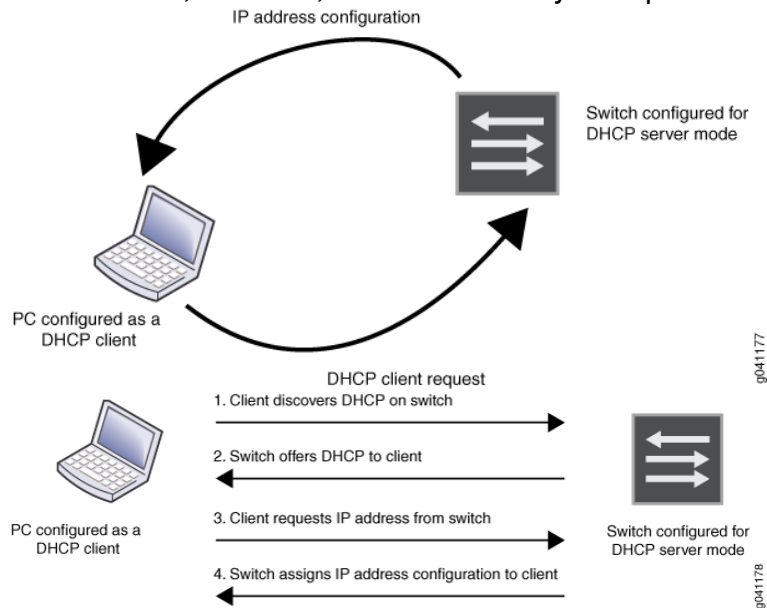 IP address configuration
Switch configured for
DHCP server mode
PC configured as a
DHCP client
g041177
DHCP client request
1. Client discovers DHCP on switch
2. Switch offers DHCP to client
3. Client requests IP address from switch
4. Switch assigns IP address configuration to client
PC configured as a
DHCP client
Switch configured for
DHCP server mode
g041178